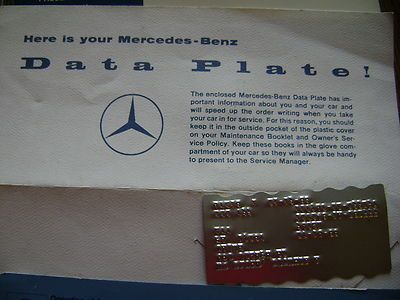 Here is your Mercedes-Benz
Data Plate!
The enclosed Mercedes-Benz Data Plate has im-
portant information about you and your car and
will speed up the order writing when you take
your car in for service. For this reason, you should
keep it in the outside pocket of the plastic cover
on your Maintenance Booklet and Owner's Ser-
vice Policy. Keep these books in the glove com-
partment of your car so they will always be handy
to present to the Service Manager.